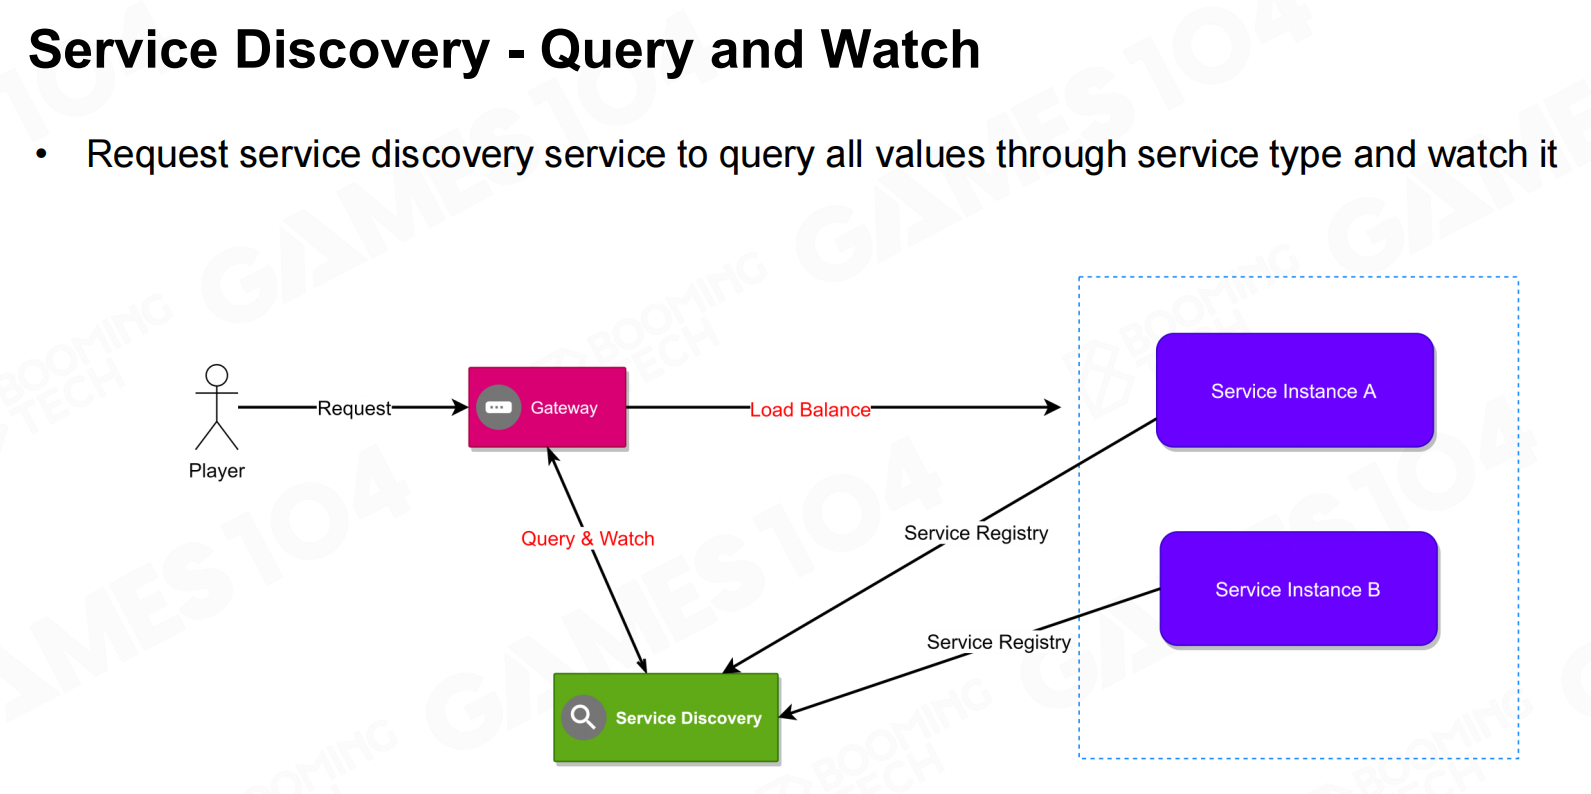 Service Discovery - Query and Watch
• Request service discovery service to query all values through service type and watch it
Player
Request
Gateway
Load Balance
Query & Watch
Service Discovery
Service Registry
Service Registry
Service Instance A
Service Instance B
GAMES 104
BOOMING
TECH